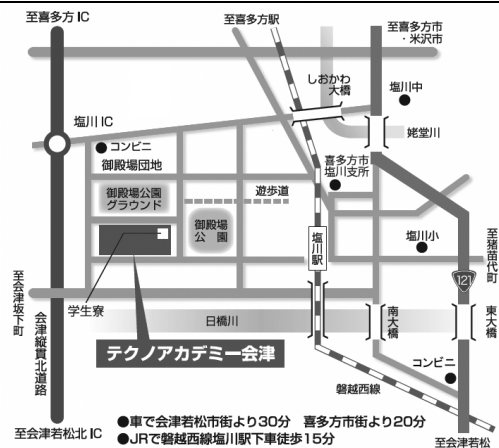 至喜多方 IC
至喜多方駅
至喜多方市
・米沢市
しおかわ
大橋
塩川中
塩川 IC
コンビニ
御殿場団地
姥堂川
喜多方市
塩川支所
御殿場公園
グラウンド
遊歩道
御殿場
公園
塩川駅
塩川小
至猪苗代町
121
至会津坂下町
会津縦貫北道路
学生寮
日橋川
南大橋
東大橋
テクノアカデミー会津
コンビニ
磐越西線
至会津若松北 IC
至会津若松
●車で会津若松市街より30分 喜多方市街より20分
●JRで磐越西線塩川駅下車徒歩15分